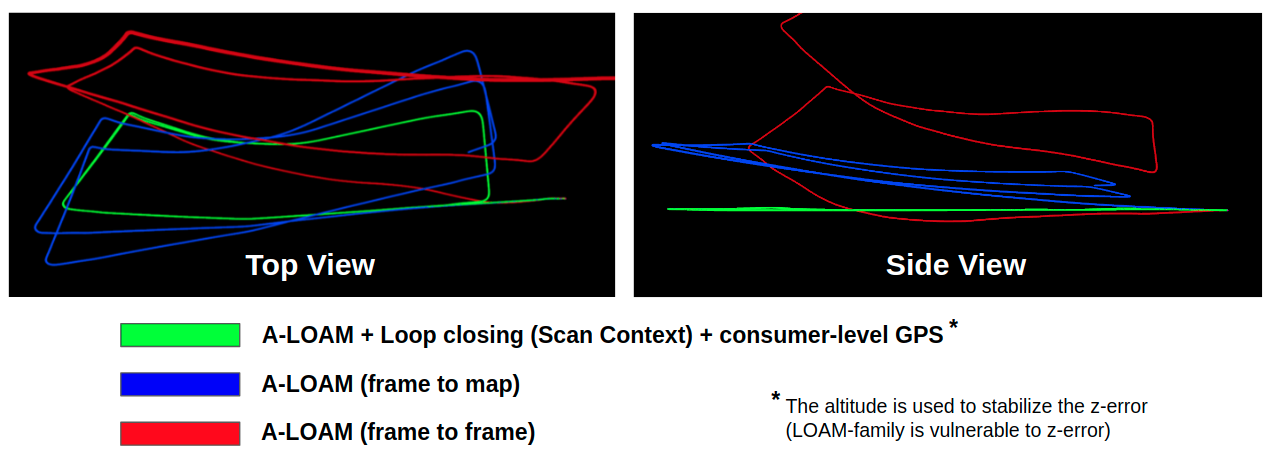 Top View
Side View
A-LOAM + Loop closing (Scan Context) + consumer-level GPS *
A-LOAM (frame to map)
A-LOAM (frame to frame)
* The altitude is used to stabilize the z-error
(LOAM-family is vulnerable to z-error)